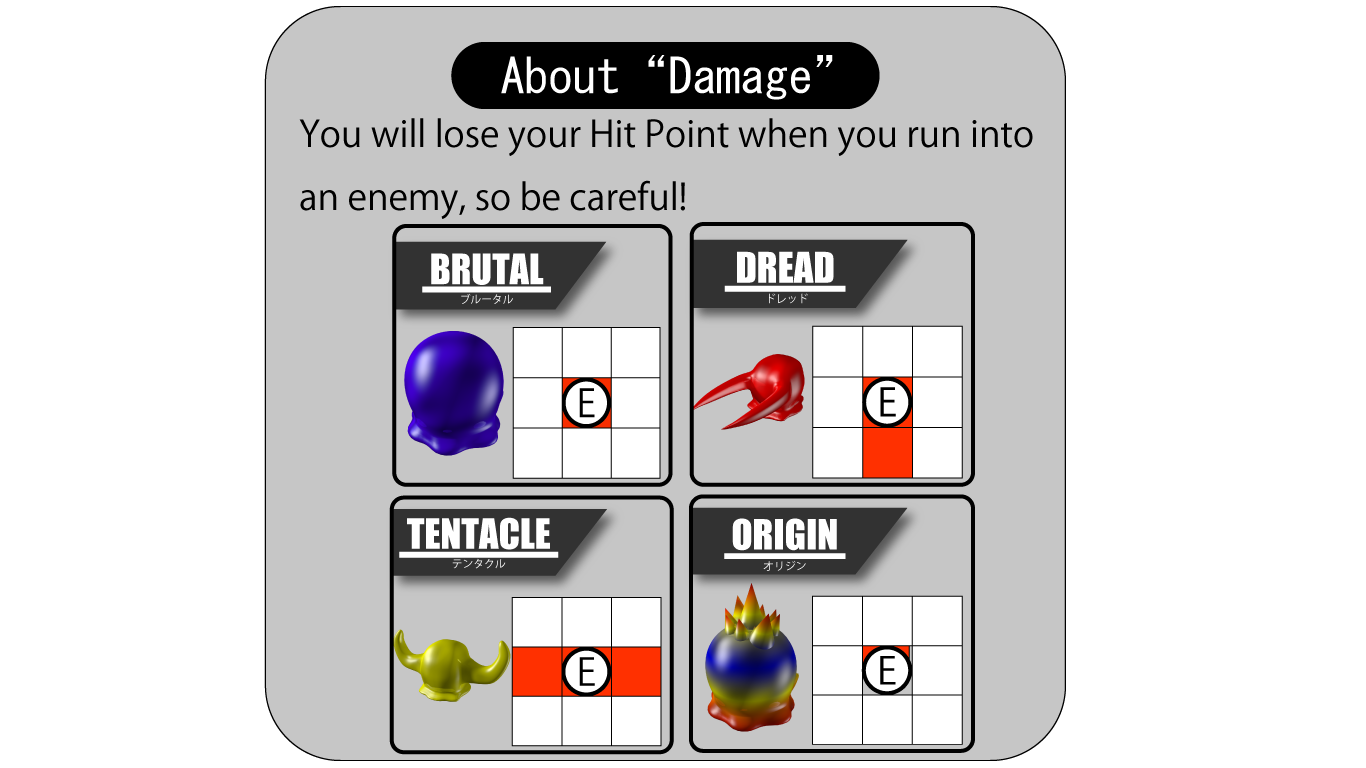 About “Damage”
You will lose your Hit Point when you run into
an enemy, so be careful!
BRUTAL
ブルータル
E
DREAD
ドレッド
E
TENTACLE
テンタクル
E
ORIGIN
オリジン
E